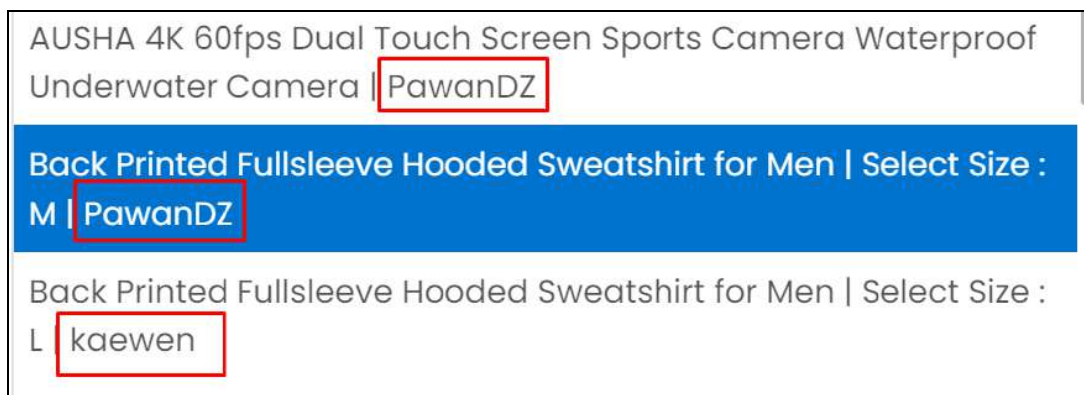 AUSHA 4K 60fps Dual Touch Screen Sports Camera Waterproof
Underwater Camera | PawanDZ
Back Printed Fullsleeve Hooded Sweatshirt for Men | Select Size :
M | PawanDZ
Back Printed Fullsleeve Hooded Sweatshirt for Men | Select Size :
L | kaewen